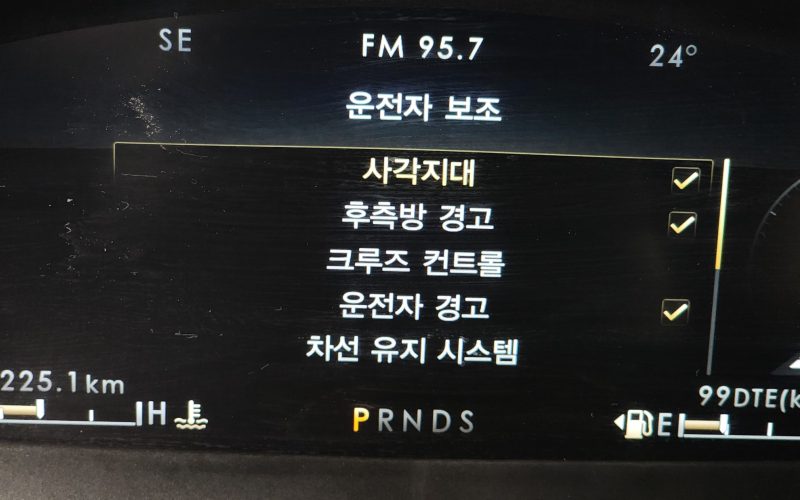 SE FM 95.7 24°
운전자 보조
사각지대
후측방 경고
크루즈 컨트롤
운전자 경고
차선 유지 시스템
225.1km 99DTE(k
H PRNDS E